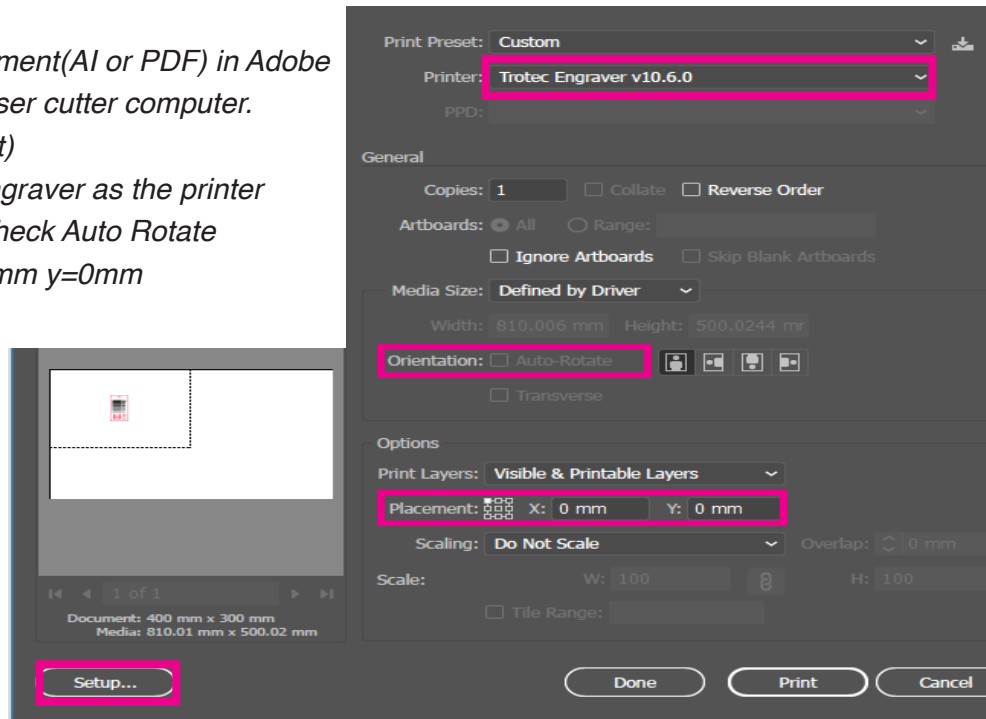 ment(AI or PDF) in Adobe
ser cutter computer.
t)
ngraver as the printer
heck Auto Rotate
mm y=0mm
Print Preset: Custom
Printer: Trotec Engraver v10.6.0
PPD:
General
Copies: 1 Collate Reverse Order
Artboards: All Range:
Ignore Artboards Skip Blank Artboards
Media Size: Defined by Driver
Width: 810.006 mm Height: 500.0244 mr
Orientation: Auto-Rotate
Transverse
Options
Print Layers: Visible & Printable Layers
Placement: X: 0 mm Y: 0 mm
Scaling: Do Not Scale Overlap: 0 mm
Scale: W: 100 H: 100
Tile Range:
1 of 1
Document: 400 mm x 300 mm
Media: 810.01 mm x 500.02 mm
Setup... Done Print Cancel